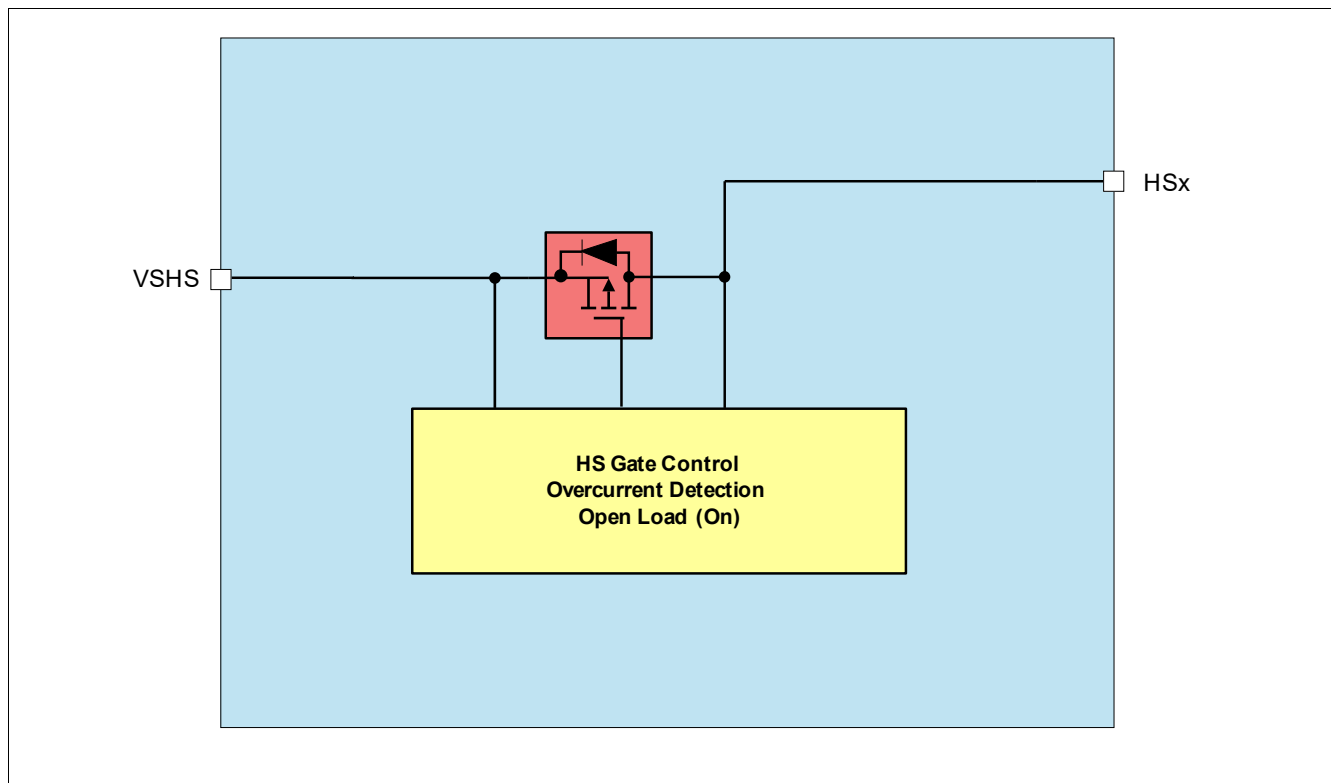 HSx
VSHS
HS Gate Control
Overcurrent Detection
Open Load (On)